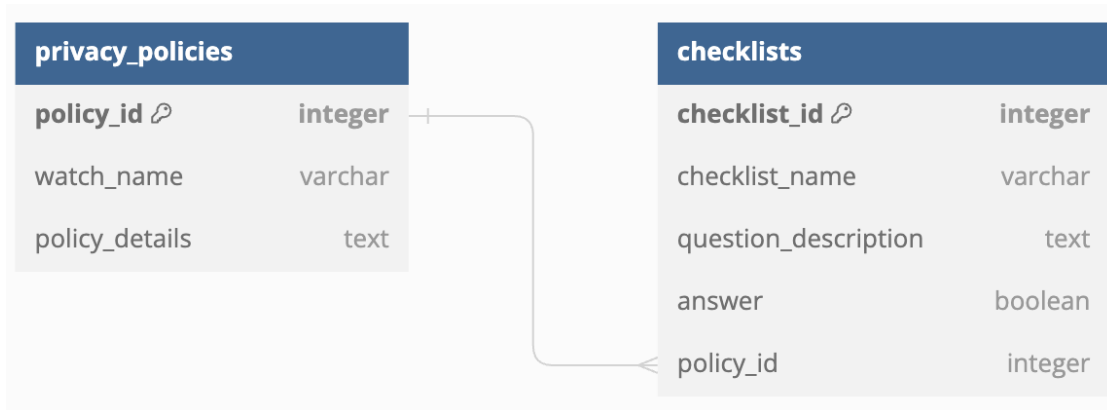 privacy_policies
policy_id integer
watch_name varchar
policy_details text
checklists
checklist_id integer
checklist_name varchar
question_description text
answer boolean
policy_id integer